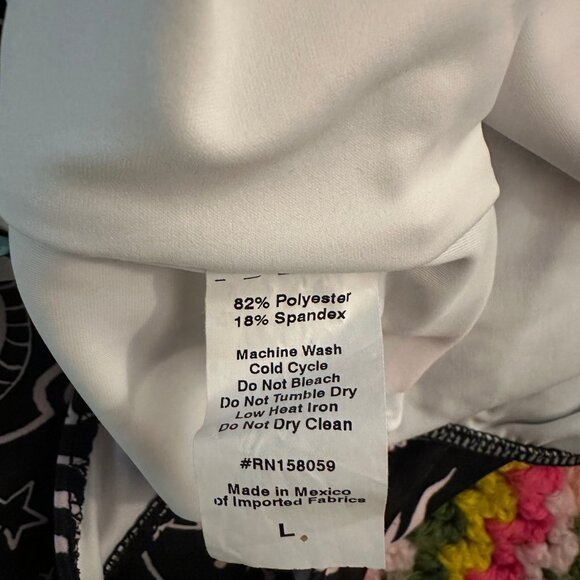 82% Polyester
18% Spandex
Machine Wash
Cold Cycle
Do Not Bleach
Do Not Tumble Dry
Low Heat Iron
Do Not Dry Clean
#RN158059
Made in Mexico
of Imported Fabrics
L